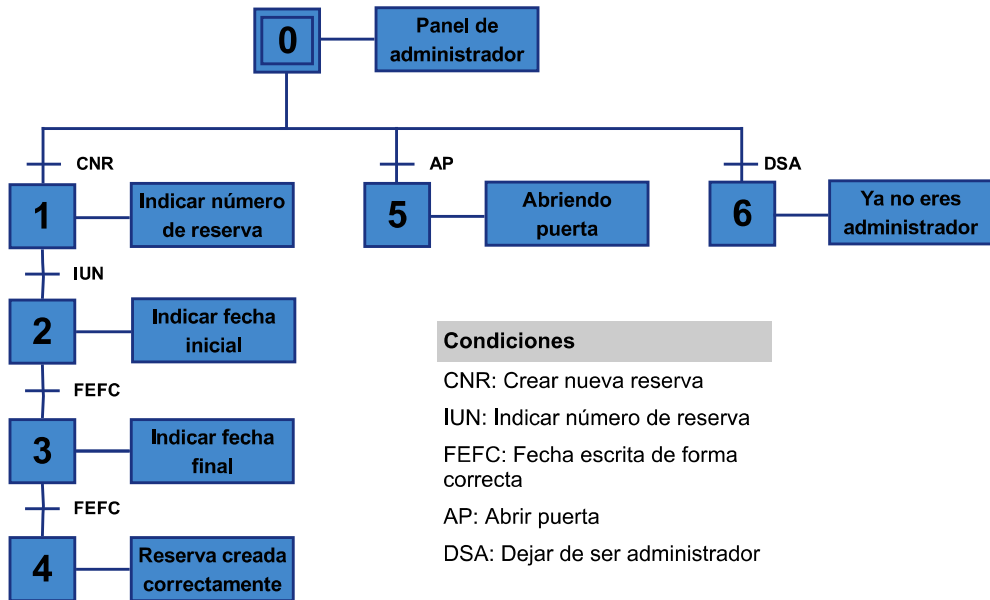 0
Panel de
administrador
CNR
AP
DSA
1
Indicar número
de reserva
5
Abriendo
puerta
6
Ya no eres
administrador
IUN
2
Indicar fecha
inicial
FEFC
3
Indicar fecha
final
FEFC
4
Reserva creada
correctamente
Condiciones
CNR: Crear nueva reserva
IUN: Indicar número de reserva
FEFC: Fecha escrita de forma
correcta
AP: Abrir puerta
DSA: Dejar de ser administrador